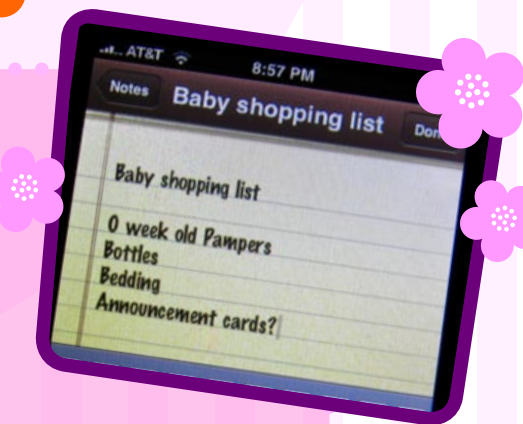 AT&T
8:57 PM
Notes
Baby shopping list
Baby shopping list
0 week old Pampers
Bottles
Bedding
Announcement cards?